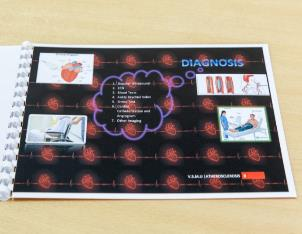 DIAGNOSIS
1. Doppler Ultrasound
2. ECG
3. Blood Tests
4. Ankle Brachial Index
5. Stress Test
6. Cardiac
Catheterization and
Angiogram
7. Other Imaging
V.S.M.U | ATHEROSCLEROSIS